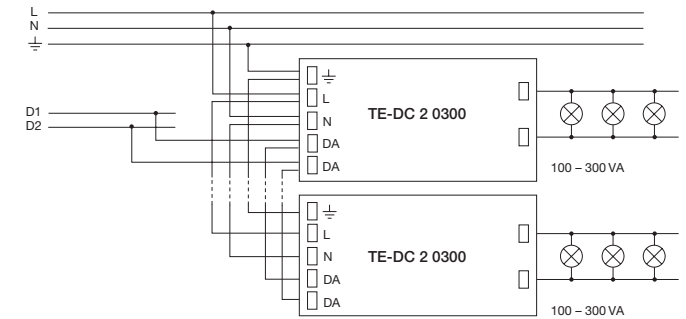 L
N
D1
D2
L
N
DA
DA
TE-DC 2 0300
100 – 300 VA
L
N
DA
DA
TE-DC 2 0300
100 – 300 VA